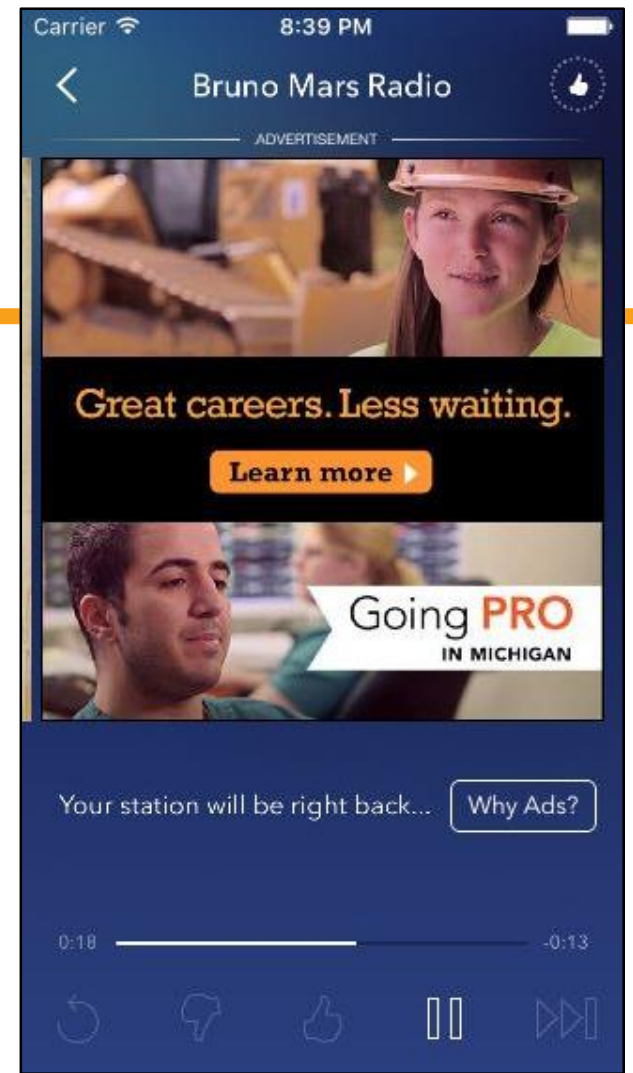 Carrier 8:39 PM
Bruno Mars Radio
ADVERTISEMENT
Great careers. Less waiting.
Learn more
Going PRO
IN MICHIGAN
Your station will be right back... Why Ads?
0:18 -0:13